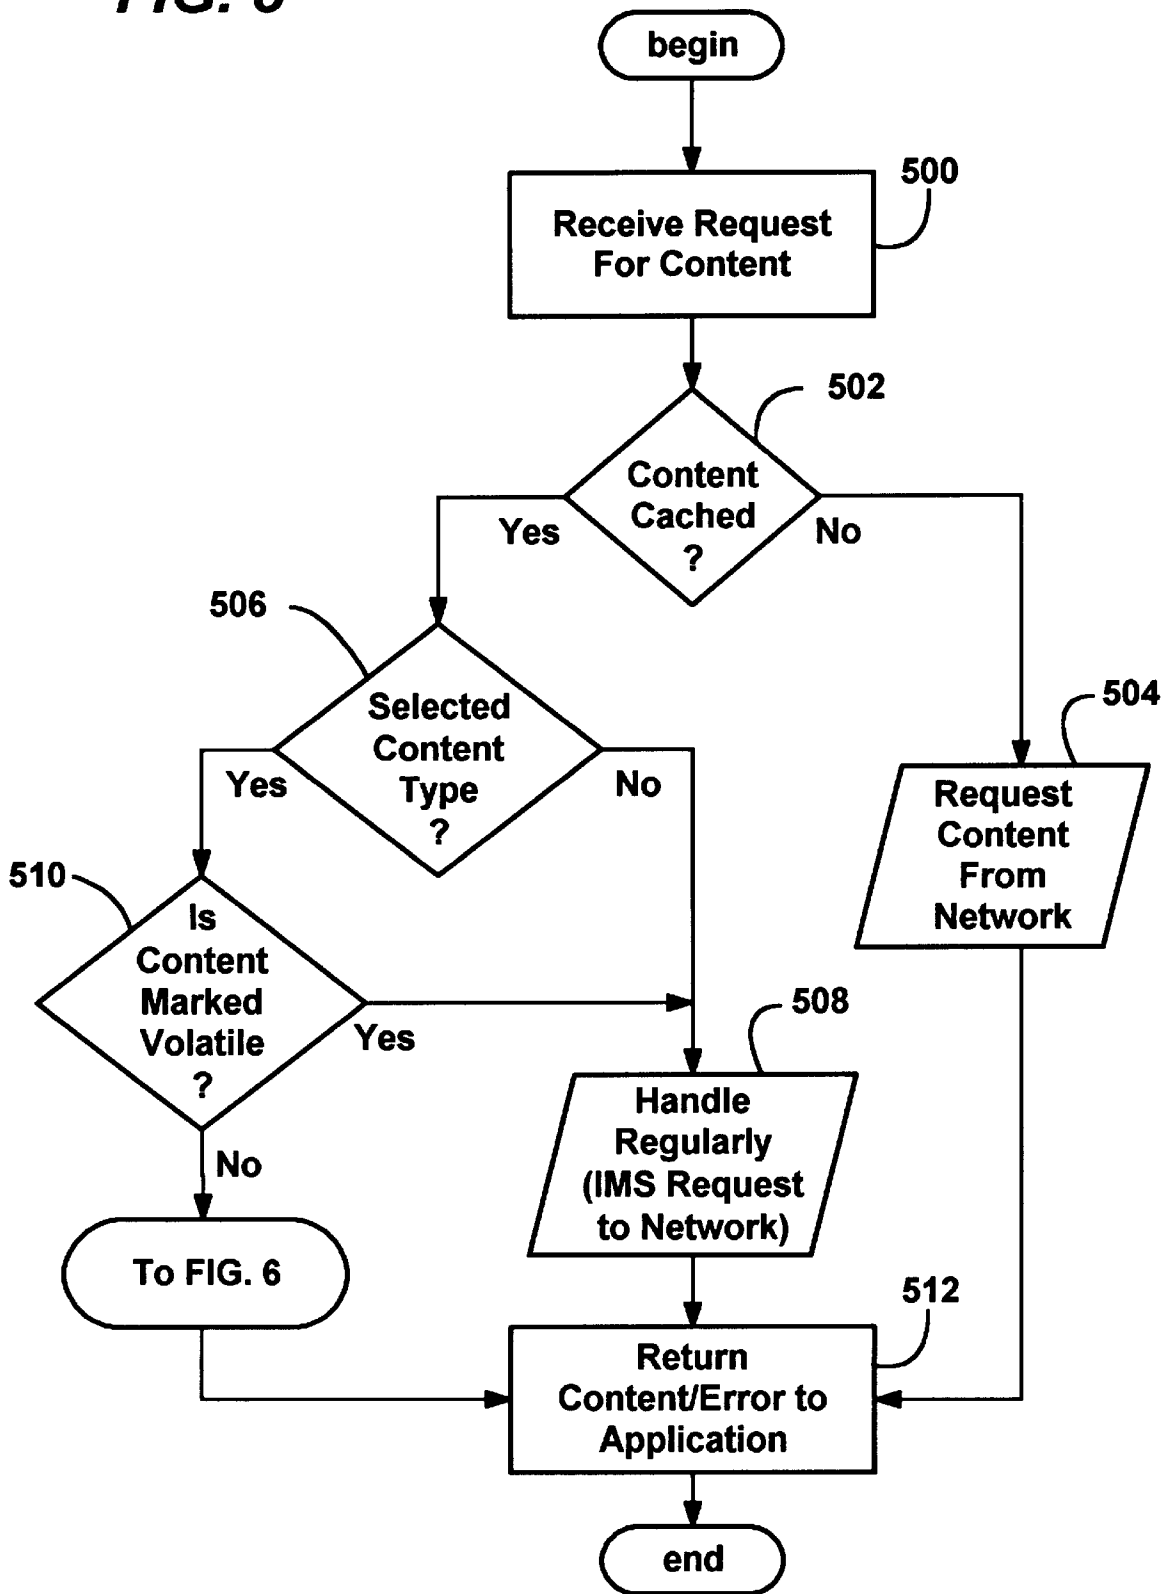 FIG.
begin
500
Receive Request
For Content
502
Content
Cached
?
Yes
No
506
Selected
Content
Type
?
Yes
No
504
Request
Content
From
Network
510
Is
Content
Marked
Volatile
?
Yes
No
508
Handle
Regularly
(IMS Request
to Network)
To FIG. 6
512
Return
Content/Error to
Application
end